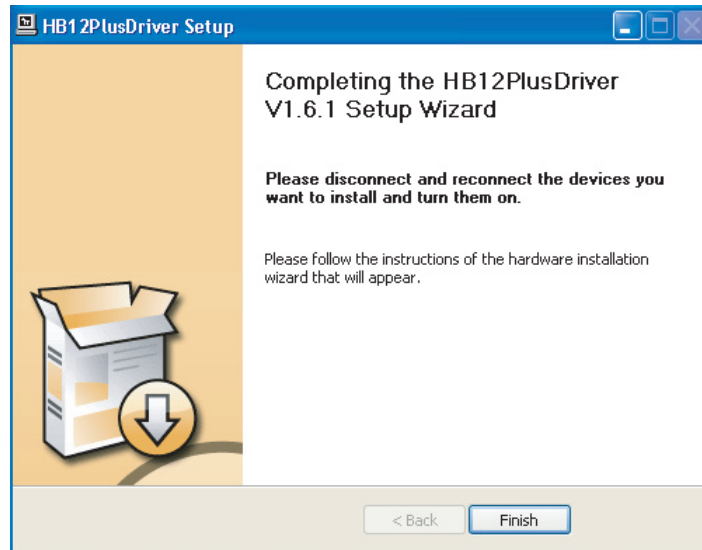 HB12PlusDriver Setup
Completing the HB12PlusDriver
V1.6.1 Setup Wizard
Please disconnect and reconnect the devices you
want to install and turn them on.
Please follow the instructions of the hardware installation
wizard that will appear.
< Back
Finish